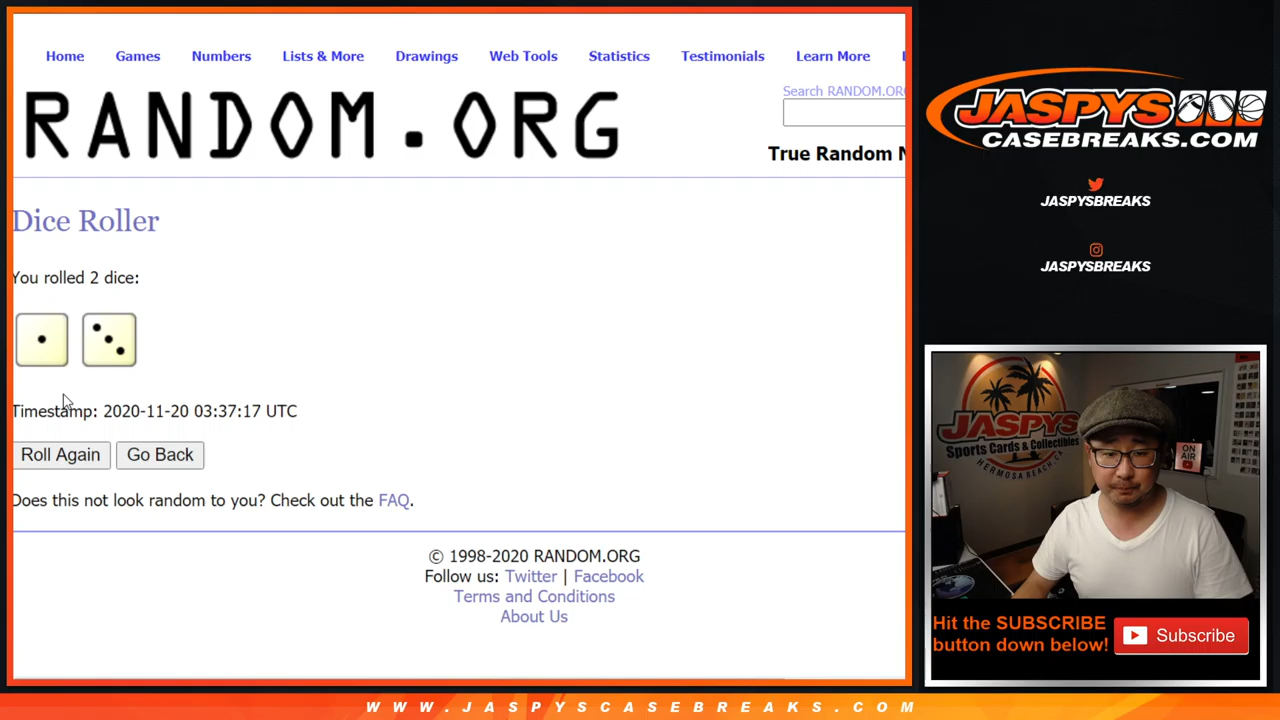 Home Games Numbers Lists & More Drawings Web Tools Statistics Testimonials Learn More
RANDOM.ORG
Search RANDOM.ORG
True Random N
Dice Roller
You rolled 2 dice:
Timestamp: 2020-11-20 03:37:17 UTC
Roll Again Go Back
Does this not look random to you? Check out the FAQ.
© 1998-2020 RANDOM.ORG
Follow us: Twitter | Facebook
Terms and Conditions
About Us
JASPYS
CASEBREAKS.COM
JASPYSBREAKS
JASPYSBREAKS
JASPYS
Sports Cards & Collectibles
HERMOSA BEACH, CA
ON
AIR
Hit the SUBSCRIBE
button down below!
Subscribe
WWW.JASPYSCASEBREAKS.COM